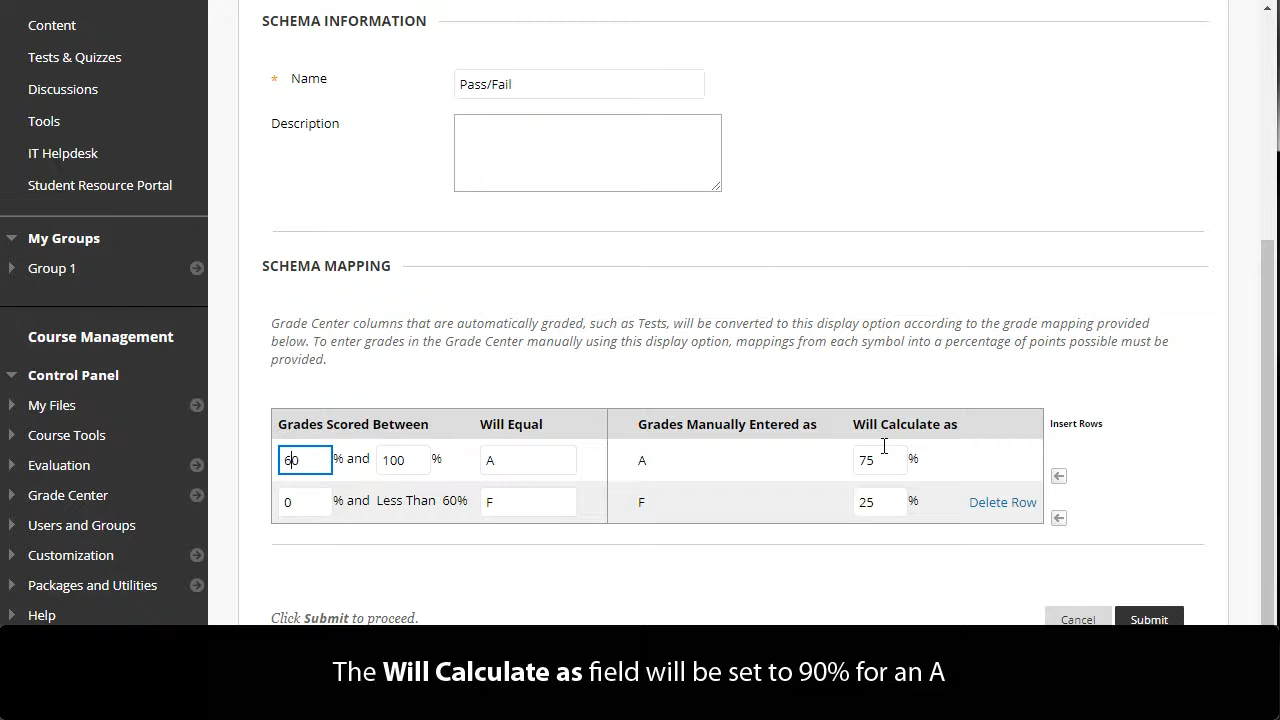 Content
Tests & Quizzes
Discussions
Tools
IT Helpdesk
Student Resource Portal
My Groups
Group 1
Course Management
Control Panel
My Files
Course Tools
Evaluation
Grade Center
Users and Groups
Customization
Packages and Utilities
Help
SCHEMA INFORMATION
* Name Pass/Fail
Description
SCHEMA MAPPING
Grade Center columns that are automatically graded, such as Tests, will be converted to this display option according to the grade mapping provided
below. To enter grades in the Grade Center manually using this display option, mappings from each symbol into a percentage of points possible must be
provided.
Grades Scored Between Will Equal Grades Manually Entered as Will Calculate as Insert Rows
60 % and 100 % A A 75 %
0 % and Less Than 60% F F 25 % Delete Row
Click Submit to proceed. Cancel Submit
The Will Calculate as field will be set to 90% for an A